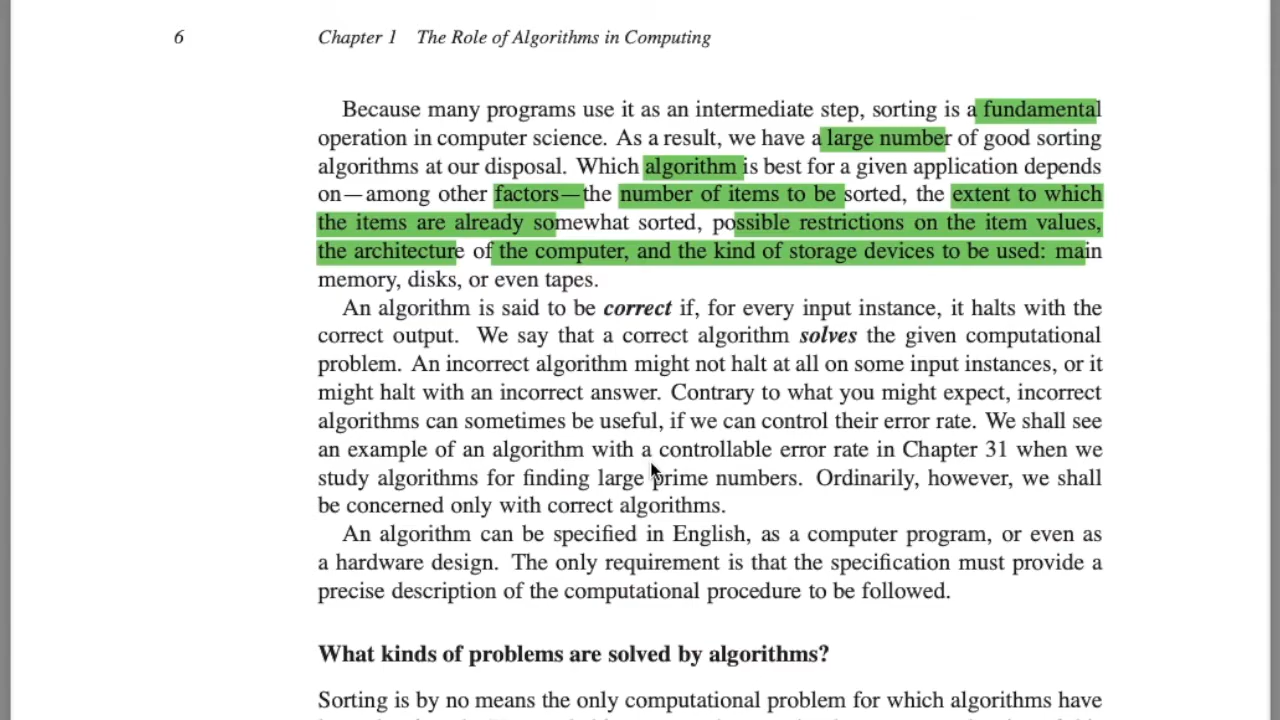 6
Chapter 1 The Role of Algorithms in Computing
Because many programs use it as an intermediate step, sorting is a fundamental
operation in computer science. As a result, we have a large number of good sorting
algorithms at our disposal. Which algorithm is best for a given application depends
on—among other factors—the number of items to be sorted, the extent to which
the items are already somewhat sorted, possible restrictions on the item values,
the architecture of the computer, and the kind of storage devices to be used: main
memory, disks, or even tapes.
An algorithm is said to be correct if, for every input instance, it halts with the
correct output. We say that a correct algorithm solves the given computational
problem. An incorrect algorithm might not halt at all on some input instances, or it
might halt with an incorrect answer. Contrary to what you might expect, incorrect
algorithms can sometimes be useful, if we can control their error rate. We shall see
an example of an algorithm with a controllable error rate in Chapter 31 when we
study algorithms for finding large prime numbers. Ordinarily, however, we shall
be concerned only with correct algorithms.
An algorithm can be specified in English, as a computer program, or even as
a hardware design. The only requirement is that the specification must provide a
precise description of the computational procedure to be followed.
What kinds of problems are solved by algorithms?
Sorting is by no means the only computational problem for which algorithms have